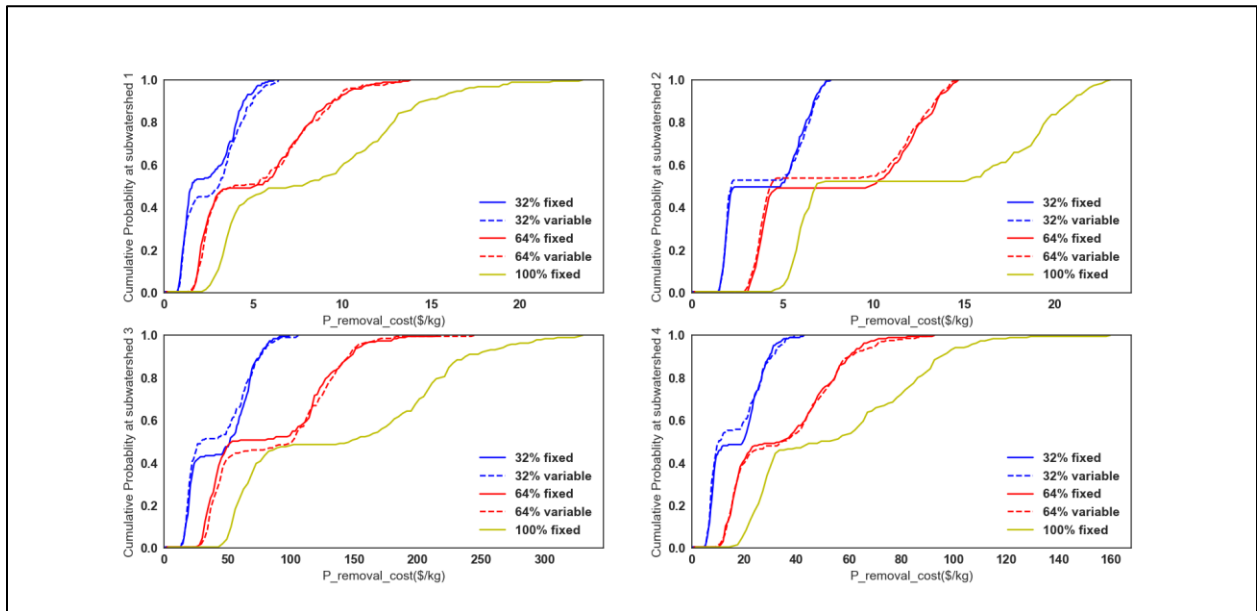 Cumulative Probablity at subwatershed 1
1.0
0.8
0.6
0.4
0.2
0.0
32% fixed
32% variable
64% fixed
64% variable
100% fixed
0
5
10
15
20
P_removal_cost($/kg)
Cumulative Probablity at subwatershed 2
1.0
0.8
0.6
0.4
0.2
0.0
32% fixed
32% variable
64% fixed
64% variable
100% fixed
0
5
10
15
20
P_removal_cost($/kg)
Cumulative Probablity at subwatershed 3
1.0
0.8
0.6
0.4
0.2
0.0
32% fixed
32% variable
64% fixed
64% variable
100% fixed
0
50
100
150
200
250
300
P_removal_cost($/kg)
Cumulative Probablity at subwatershed 4
1.0
0.8
0.6
0.4
0.2
0.0
32% fixed
32% variable
64% fixed
64% variable
100% fixed
0
20
40
60
80
100
120
140
160
P_removal_cost($/kg)